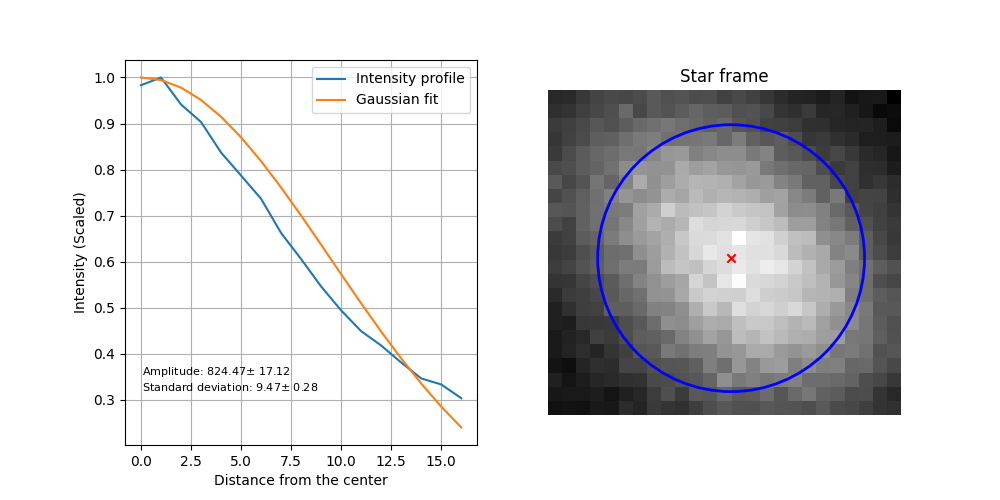 Star frame
Intensity profile
Gaussian fit
1.0
0.9
0.8
0.7
0.6
0.5
0.4
0.3
Intensity (Scaled)
Amplitude: 824.47± 17.12
Standard deviation: 9.47± 0.28
0.0 2.5 5.0 7.5 10.0 12.5 15.0
Distance from the center